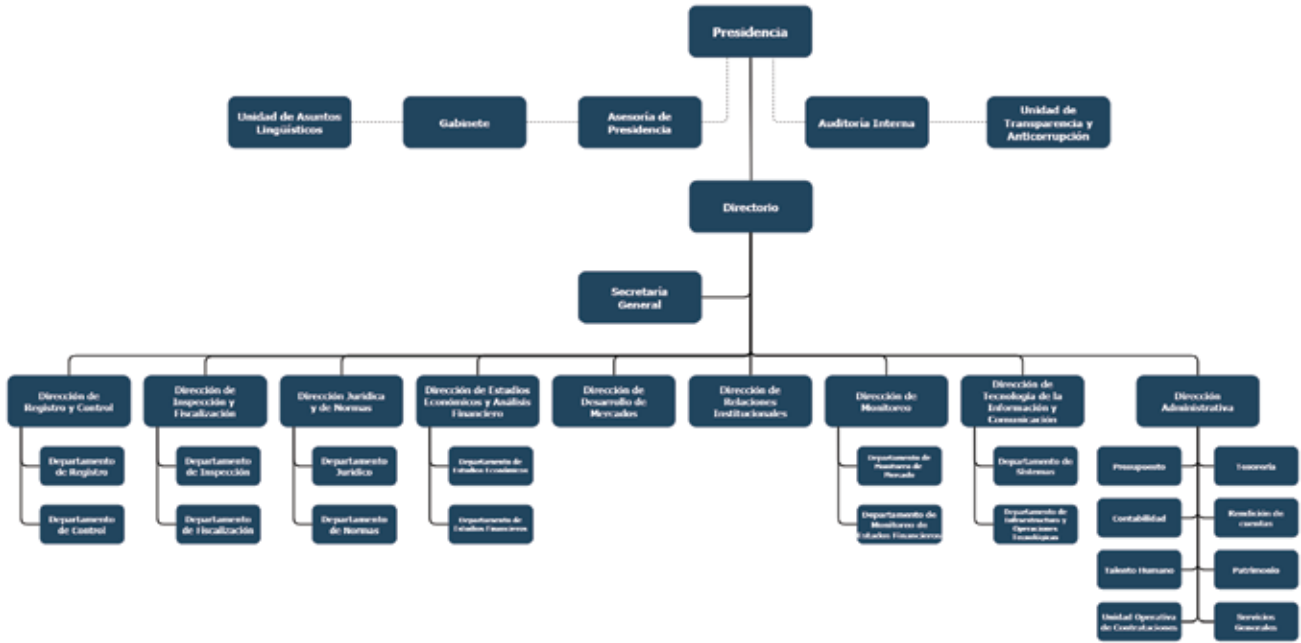 Presidencia
Unidad de Asuntos
Lingüísticos
Gabinete
Asesoría de
Presidencia
Auditoría Interna
Unidad de
Transparencia y
Anticorrupción
Directorio
Secretaría
General
Dirección de
Registro y Control
Dirección de
Inspección y
Fiscalización
Dirección Jurídica
y de Normas
Dirección de Estudios
Económicos y Análisis
Financiero
Dirección de
Desarrollo de
Mercados
Dirección de
Relaciones
Institucionales
Dirección de
Monitoreo
Dirección de
Tecnología de la
Información y
Comunicación
Dirección
Administrativa
Departamento
de Registro
Departamento
de Control
Departamento
de Inspección
Departamento
de Fiscalización
Departamento
Jurídico
Departamento
de Normas
Departamento de
Estudios Económicos
Departamento de
Estudios Financieros
Departamento de
Monitoreo de
Mercado
Departamento de
Monitoreo de
Estados Financieros
Departamento de
Sistemas
Departamento de
Infraestructura y
Operaciones
Tecnológicas
Presupuesto
Tesorería
Contabilidad
Rendición de
cuentas
Talento Humano
Patrimonio
Unidad Operativa
de Contrataciones
Servicios
Generales